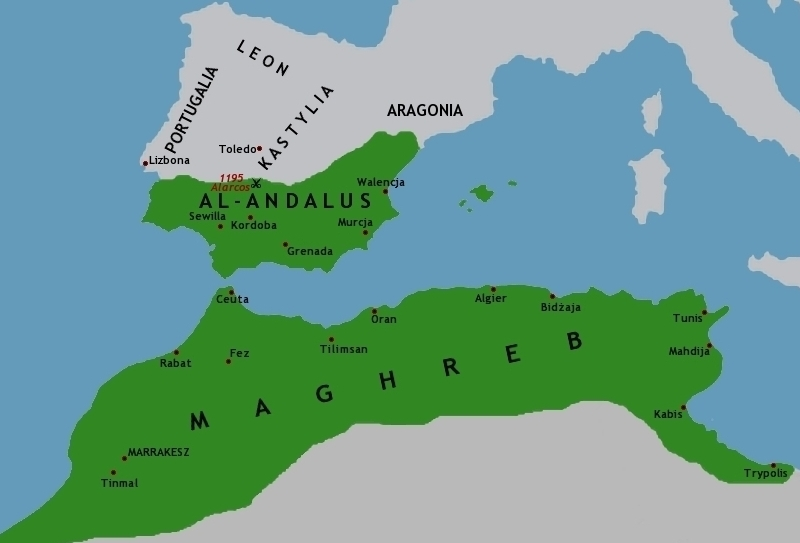 LEON
PORTUGALIA
KASTYLIA
ARAGONIA
Toledo
Lizbona
1195
Alarcos
Walencja
AL-ANDALUS
Sewilla
Kordoba
Murcja
Grenada
Ceuta
Algier
Bidżaja
Oran
Tunis
Tilimsan
Fez
Rabat
Mahdija
MAGHREB
Kabis
MARRAKESZ
Tinmal
Trypolis